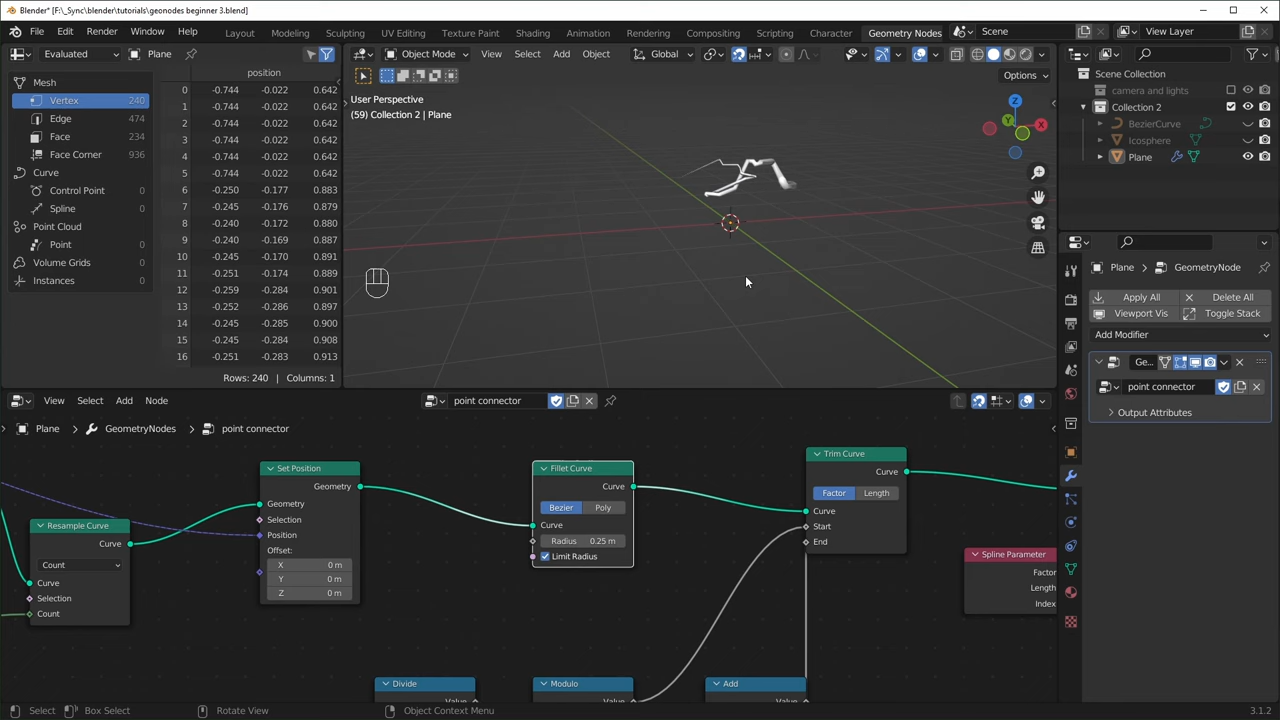 Blender* [F:\_Sync\blender\tutorials\geonodes beginner 3.blend]
File Edit Render Window Help Layout Modeling Sculpting UV Editing Texture Paint Shading Animation Rendering Compositing Scripting Character Geometry Nodes Scene View Layer
Evaluated Plane Object Mode View Select Add Object Global
Mesh
Vertex 240
Edge 474
Face 234
Face Corner 936
Curve
Control Point 0
Spline 0
Point Cloud
Point 0
Volume Grids
Instances 0
position
0 -0.744 -0.022 0.642
1 -0.744 -0.022 0.642
2 -0.744 -0.022 0.642
3 -0.744 -0.022 0.642
4 -0.744 -0.022 0.642
5 -0.744 -0.022 0.642
6 -0.250 -0.177 0.883
7 -0.245 -0.176 0.879
8 -0.240 -0.172 0.880
9 -0.240 -0.169 0.887
10 -0.245 -0.170 0.891
11 -0.251 -0.174 0.889
12 -0.259 -0.284 0.901
13 -0.252 -0.286 0.897
14 -0.245 -0.285 0.900
15 -0.245 -0.284 0.908
16 -0.251 -0.283 0.913
Rows: 240 | Columns: 1
Options
User Perspective
(59) Collection 2 | Plane
Z
X
Y
Scene Collection
camera and lights
Collection 2
BezierCurve
Icosphere
Plane
Plane GeometryNode
Apply All Delete All
Viewport Vis Toggle Stack
Add Modifier
Ge...
point connector
Output Attributes
View Select Add Node point connector
Plane GeometryNodes point connector
Resample Curve
Curve
Count
Curve
Selection
Count
Set Position
Geometry
Geometry
Selection
Position
Offset:
X 0 m
Y 0 m
Z 0 m
Fillet Curve
Curve
Bezier Poly
Curve
Radius 0.25 m
Limit Radius
Trim Curve
Curve
Factor Length
Curve
Start
End
Spline Parameter
Factor
Length
Index
Divide
Value
Modulo
Value
Add
Value
Select Box Select Rotate View Object Context Menu 3.1.2